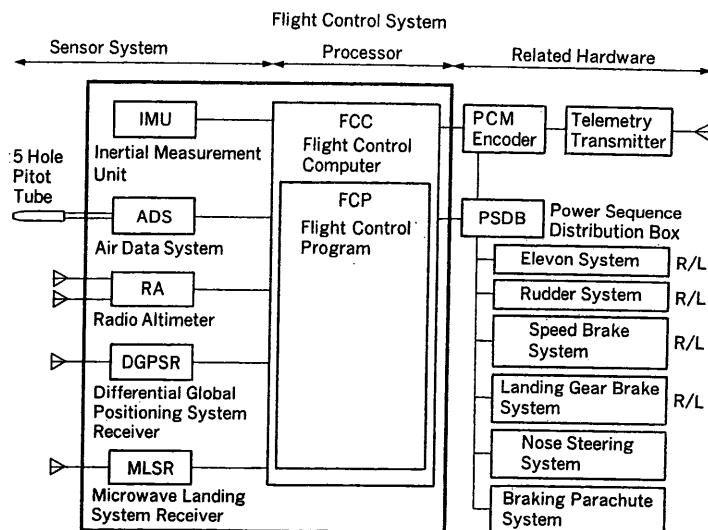 Flight Control System
Sensor System
Processor
Related Hardware
IMU
Inertial Measurement
Unit
5 Hole
Pitot
Tube
ADS
Air Data System
RA
Radio Altimeter
DGPSR
Differential Global
Positioning System
Receiver
MLSR
Microwave Landing
System Receiver
FCC
Flight Control
Computer
FCP
Flight Control
Program
PCM
Encoder
Telemetry
Transmitter
PSDB
Power Sequence
Distribution Box
Elevon System
R/L
Rudder System
R/L
Speed Brake
System
R/L
Landing Gear Brake
System
R/L
Nose Steering
System
Braking Parachute
System